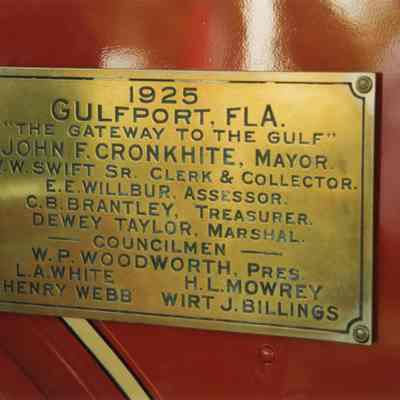 1925
GULFPORT, FLA.
"THE GATEWAY TO THE GULF"
JOHN F. CRONKHITE, MAYOR.
W. SWIFT SR. CLERK & COLLECTOR.
E. E. WILLBUR, ASSESSOR.
C. B. BRANTLEY, TREASURER.
DEWEY TAYLOR, MARSHAL.
— COUNCILMEN —
W. P. WOODWORTH, PRES.
L. A. WHITE H. L. MOWREY
HENRY WEBB WIRT J. BILLINGS